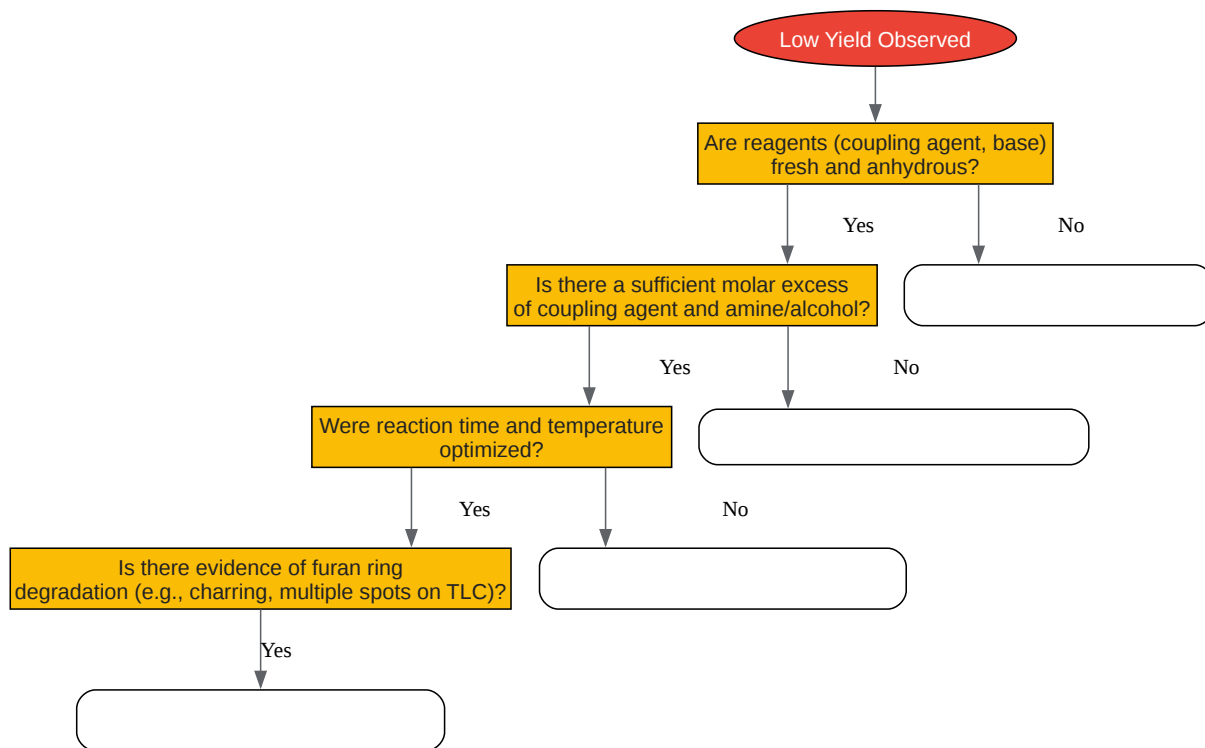 Low Yield Observed
Are reagents (coupling agent, base)
fresh and anhydrous?
Yes
No
Is there a sufficient molar excess
of coupling agent and amine/alcohol?
Yes
No
Were reaction time and temperature
optimized?
Yes
No
Is there evidence of furan ring
degradation (e.g., charring, multiple spots on TLC)?
Yes